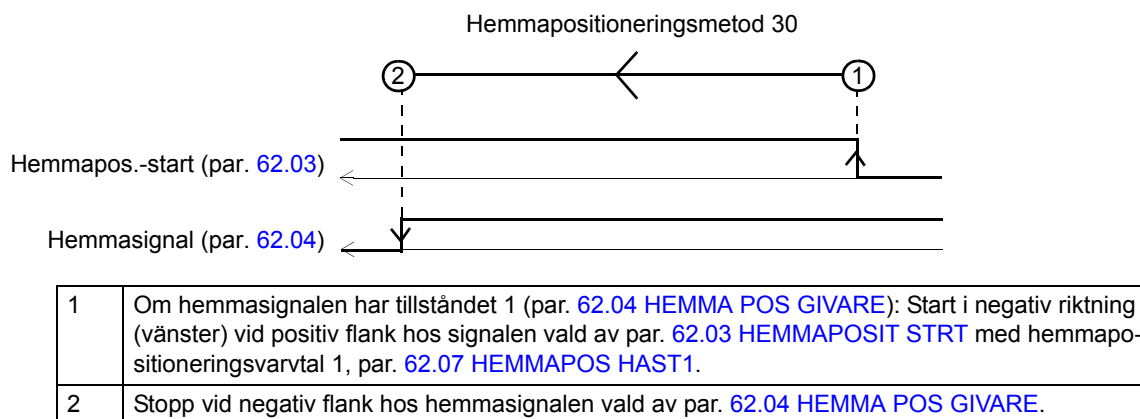 Hemmapositioneringsmetod 30
2
1
Hemmapos.-start (par. 62.03)
Hemmasignal (par. 62.04)
1 Om hemmasignalen har tillståndet 1 (par. 62.04 HEMMA POS GIVARE): Start i negativ riktning
(vänster) vid positiv flank hos signalen vald av par. 62.03 HEMMAPOSIT STRT med hemmapo-
sitioneringsvarvtal 1, par. 62.07 HEMMAPOS HAST1.
2 Stopp vid negativ flank hos hemmasignalen vald av par. 62.04 HEMMA POS GIVARE.